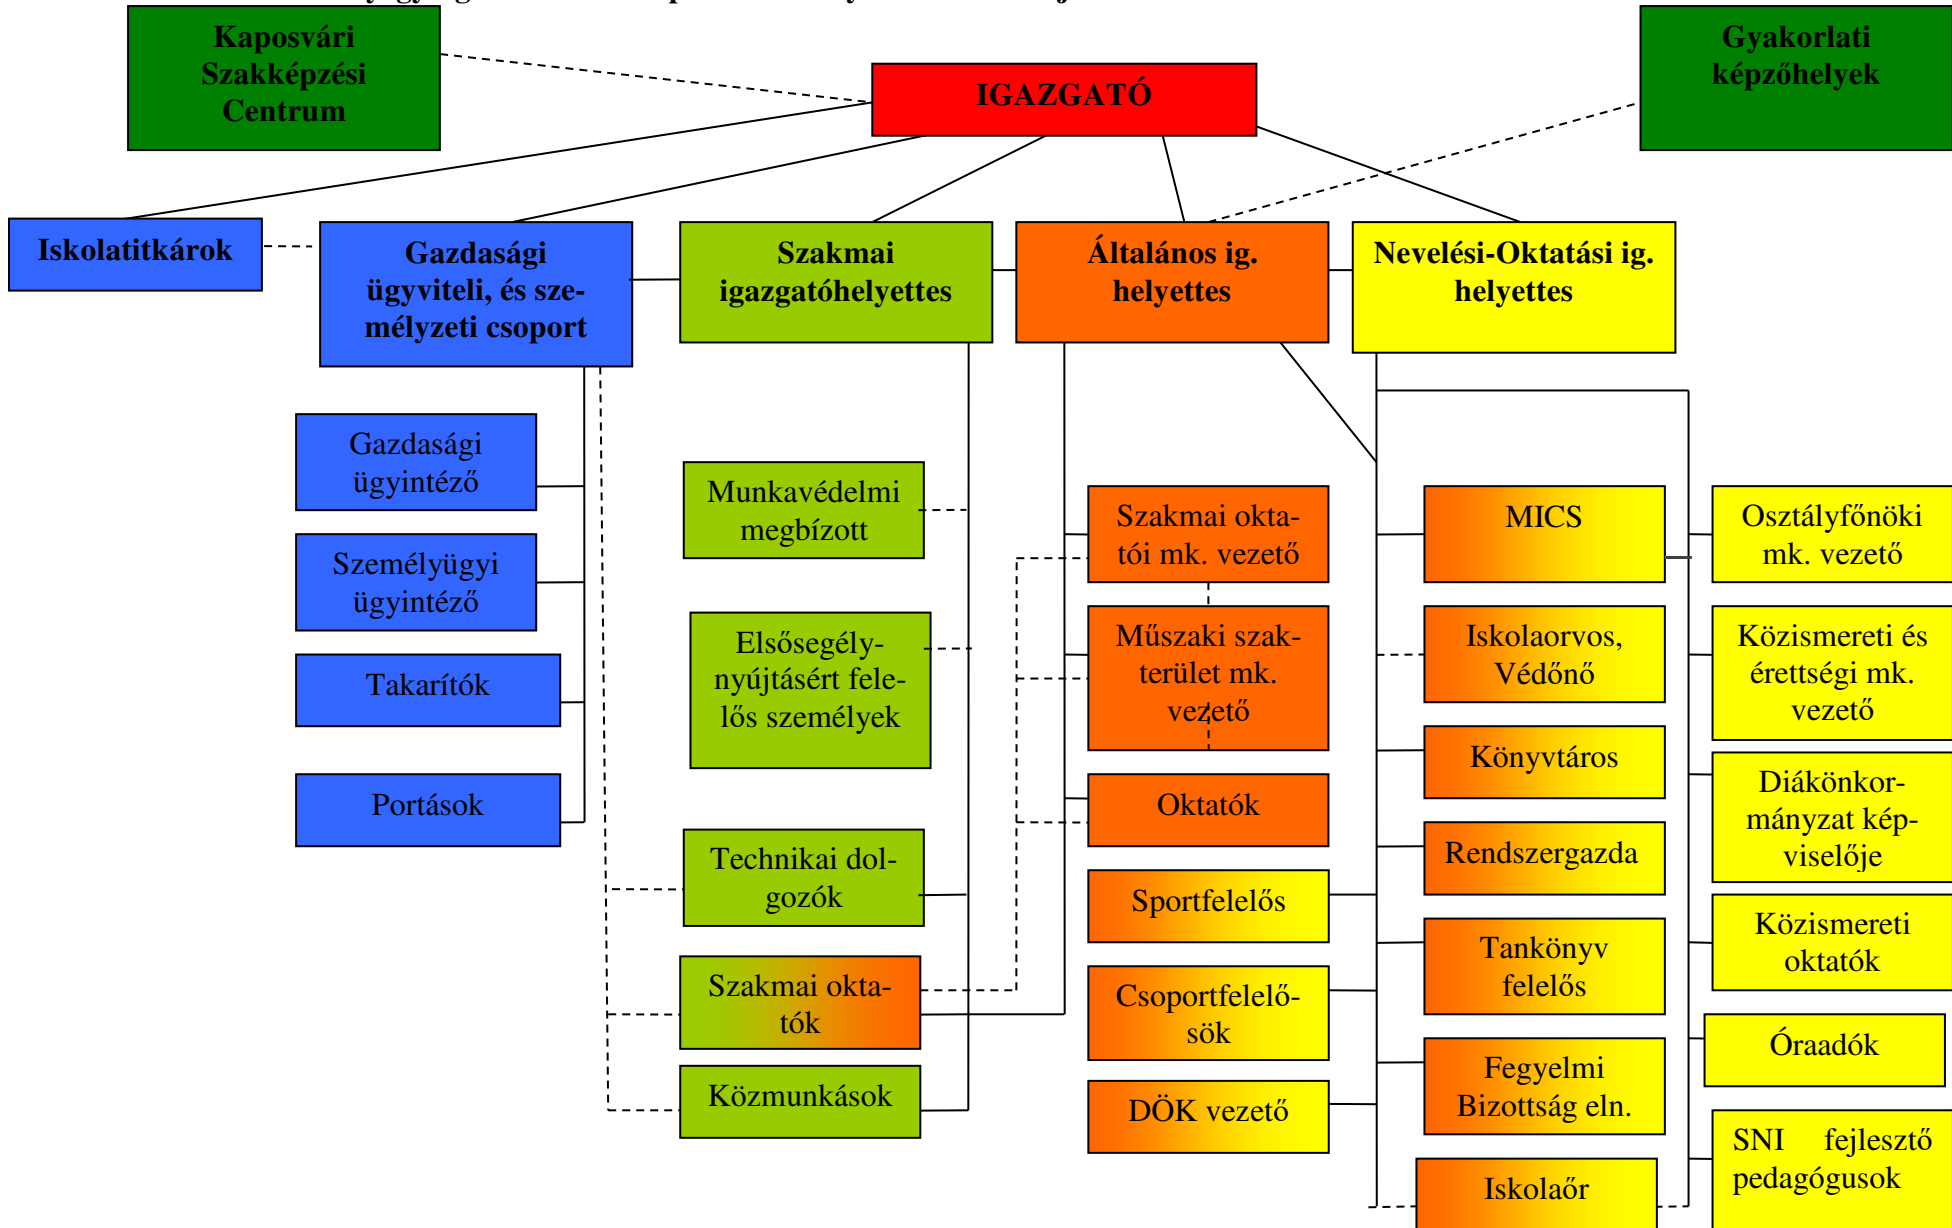 Kaposvári
Szakképzési
Centrum
IGAZGATÓ
Gyakorlati
képzőhelyek
Iskolatitkárok
Gazdasági
ügyviteli, és sze-
mélyzeti csoport
Szakmai
igazgatóhelyettes
Általános ig.
helyettes
Nevelési-Oktatási ig.
helyettes
Gazdasági
ügyintéző
Személyügyi
ügyintéző
Takarítók
Portások
Munkavédelmi
megbízott
Elsősegély-
nyújtásért fele-
lős személyek
Technikai dol-
gozók
Szakmai okta-
tók
Közmunkások
Szakmai okta-
tói mk. vezető
Műszaki szak-
terület mk.
vezető
Oktatók
Sportfelelős
Csoportfelelő-
sök
DÖK vezető
MICS
Iskolaorvos,
Védőnő
Könyvtáros
Rendszergazda
Tankönyv
felelős
Fegyelmi
Bizottság eln.
Iskolaőr
Osztályfőnöki
mk. vezető
Közismereti és
érettségi mk.
vezető
Diákönkor-
mányzat kép-
viselője
Közismereti
oktatók
Óraadók
SNI fejlesztő
pedagógusok